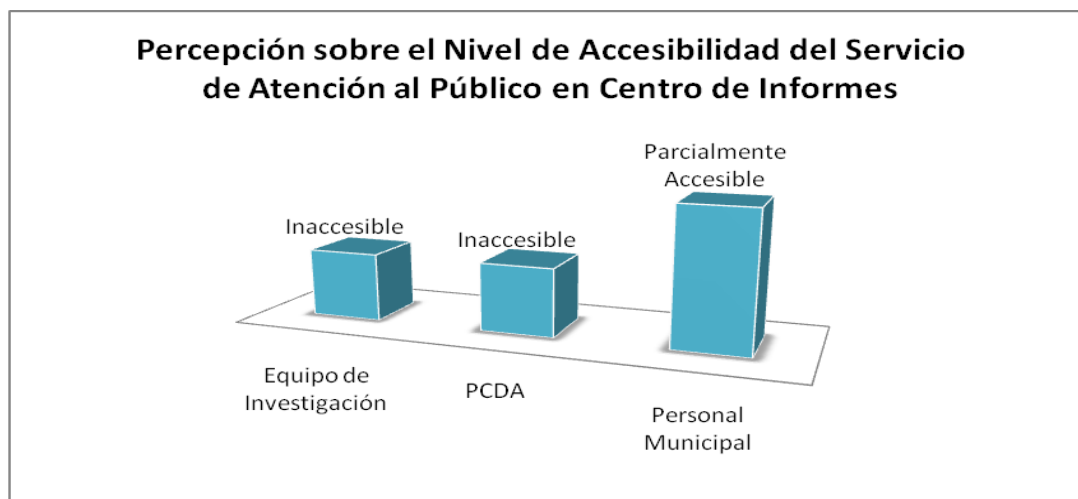 Percepción sobre el Nivel de Accesibilidad del Servicio
de Atención al Público en Centro de Informes
Parcialmente
Accesible
Inaccesible
Inaccesible
Equipo de
Investigación
PCDA
Personal
Municipal